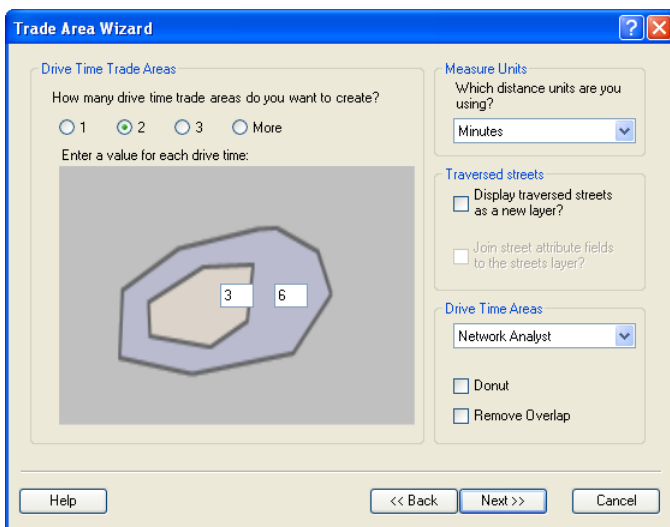 Trade Area Wizard
Drive Time Trade Areas
How many drive time trade areas do you want to create?
1 2 3 More
Enter a value for each drive time:
3 6
Measure Units
Which distance units are you
using?
Minutes
Traversed streets
Display traversed streets
as a new layer?
Join street attribute fields
to the streets layer?
Drive Time Areas
Network Analyst
Donut
Remove Overlap
Help
<< Back
Next >>
Cancel